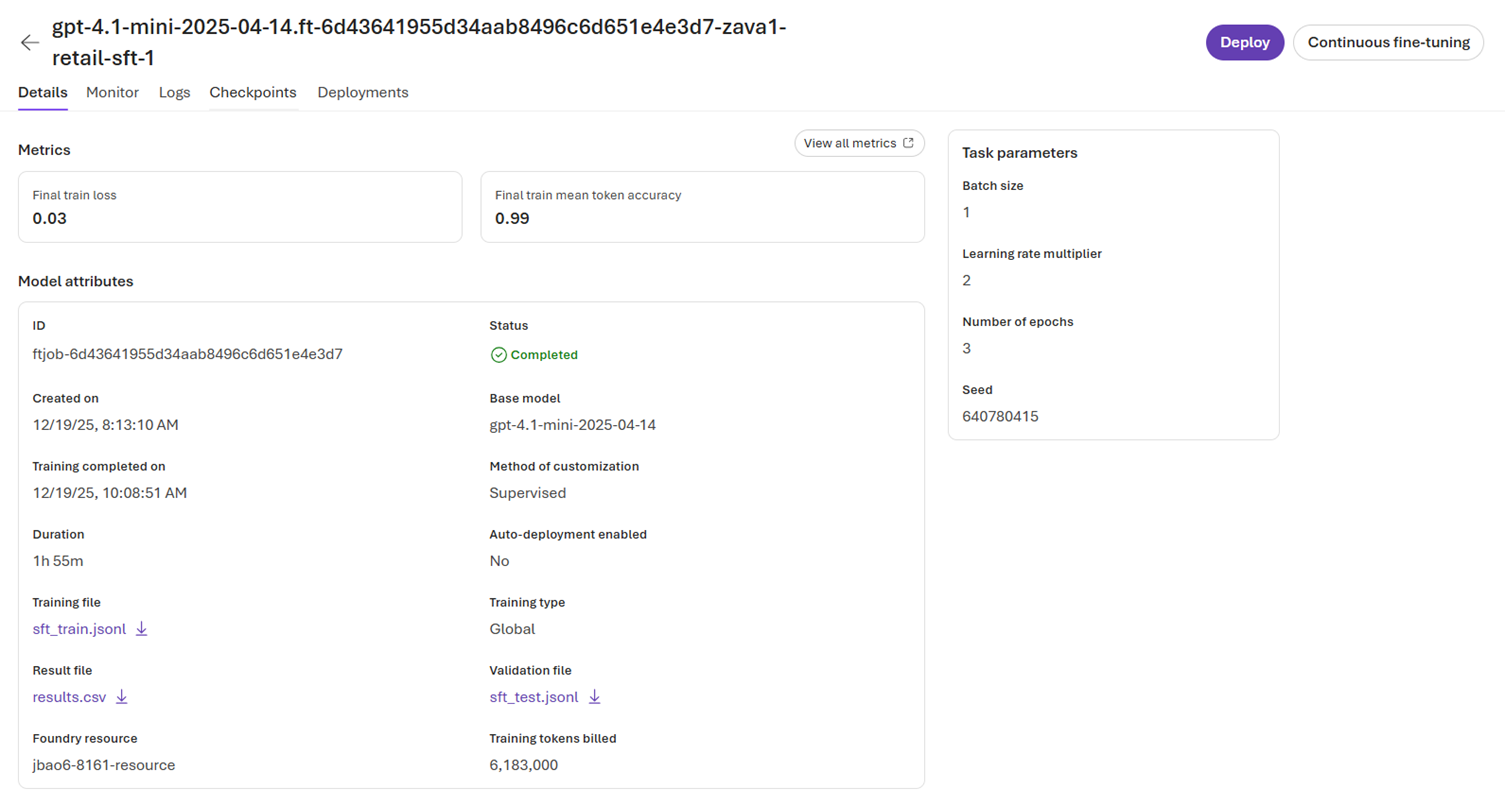 gpt-4.1-mini-2025-04-14.ft-6d43641955d34aab8496c6d651e4e3d7-zava1-
retail-sft-1
Deploy
Continuous fine-tuning
Details
Monitor
Logs
Checkpoints
Deployments
Metrics
View all metrics
Final train loss
0.03
Final train mean token accuracy
0.99
Model attributes
ID
ftjob-6d43641955d34aab8496c6d651e4e3d7
Status
Completed
Created on
12/19/25, 8:13:10 AM
Base model
gpt-4.1-mini-2025-04-14
Training completed on
12/19/25, 10:08:51 AM
Method of customization
Supervised
Duration
1h 55m
Auto-deployment enabled
No
Training file
sft_train.jsonl
Training type
Global
Result file
results.csv
Validation file
sft_test.jsonl
Foundry resource
jbao6-8161-resource
Training tokens billed
6,183,000
Task parameters
Batch size
1
Learning rate multiplier
2
Number of epochs
3
Seed
640780415